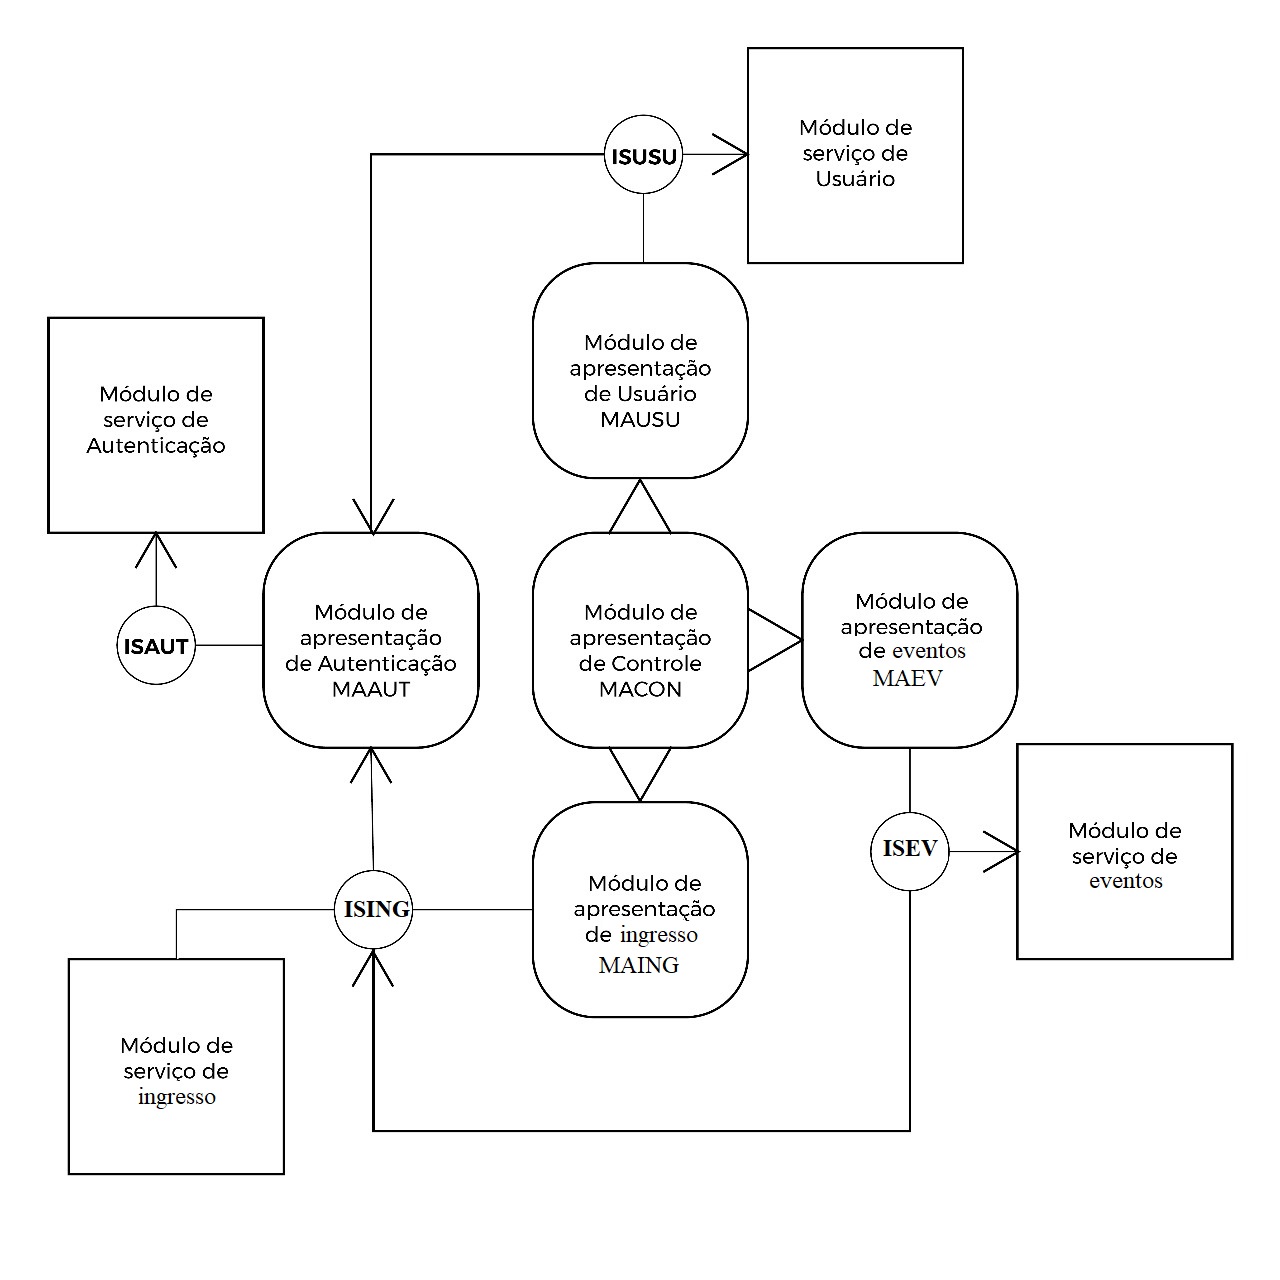 ISUSU
Módulo de
serviço de
Usuário
Módulo de
apresentação
de Usuário
MAUSU
Módulo de
serviço de
Autenticação
ISAUT
Módulo de
apresentação
de Autenticação
MAAUT
Módulo de
apresentação
de Controle
MACON
Módulo de
apresentação
de eventos
MAEV
ISEV
Módulo de
serviço de
eventos
ISING
Módulo de
apresentação
de ingresso
MAING
Módulo de
serviço de
ingresso